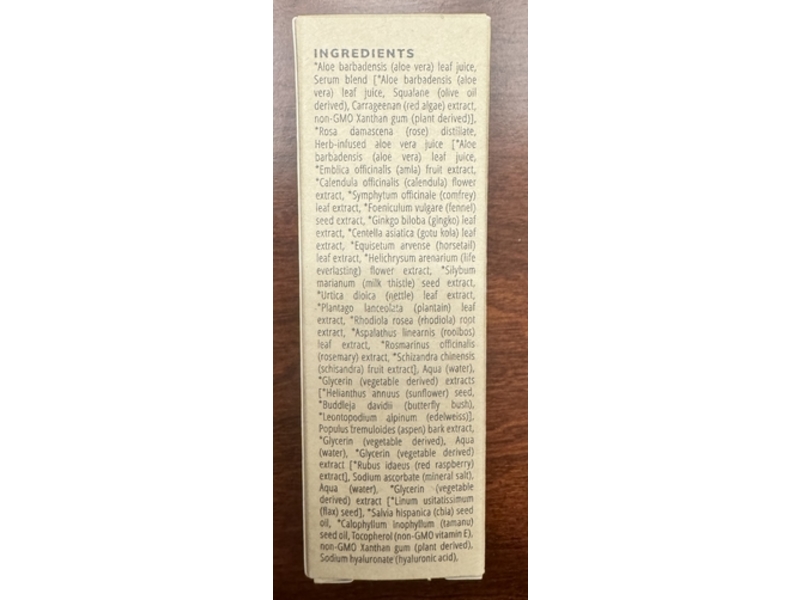 INGREDIENTS
*Aloe barbadensis (aloe vera) leaf juice,
Serum blend [*Aloe barbadensis (aloe
vera) leaf juice, Squalane (olive oil
derived), Carrageenan (red algae) extract,
non-GMO Xanthan gum (plant derived)],
*Rosa damascena (rose) distillate,
Herb-infused aloe vera juice [*Aloe
barbadensis (aloe vera) leaf juice,
*Emblica officinalis (amla) fruit extract,
*Calendula officinalis (calendula) flower
extract, *Symphytum officinale (comfrey)
leaf extract, *Foeniculum vulgare (fennel)
seed extract, *Ginkgo biloba (gingko) leaf
extract, *Centella asiatica (gotu kola) leaf
extract, *Equisetum arvense (horsetail)
leaf extract, *Helichrysum arenarium (life
everlasting) flower extract, *Silybum
marianum (milk thistle) seed extract,
*Urtica dioica (nettle) leaf extract,
*Plantago lanceolata (plantain) leaf
extract, *Rhodiola rosea (rhodiola) root
extract, *Aspalathus linearnis (rooibos)
leaf extract, *Rosmarinus officinalis
(rosemary) extract, *Schizandra chinensis
(schisandra) fruit extract], Aqua (water),
*Glycerin (vegetable derived) extracts
[*Helianthus annuus (sunflower) seed,
*Buddleja davidii (butterfly bush),
*Leontopodium alpinum (edelweiss)],
Populus tremuloides (aspen) bark extract,
*Glycerin (vegetable derived), Aqua
(water), *Glycerin (vegetable derived)
extract [*Rubus idaeus (red raspberry)
extract], Sodium ascorbate (mineral salt),
Aqua (water), *Glycerin (vegetable
derived) extract [*Linum usitatissimum
(flax) seed], *Salvia hispanica (chia) seed
oil, *Calophyllum inophyllum (tamanu)
seed oil, Tocopherol (non-GMO vitamin E),
non-GMO Xanthan gum (plant derived),
Sodium hyaluronate (hyaluronic acid),